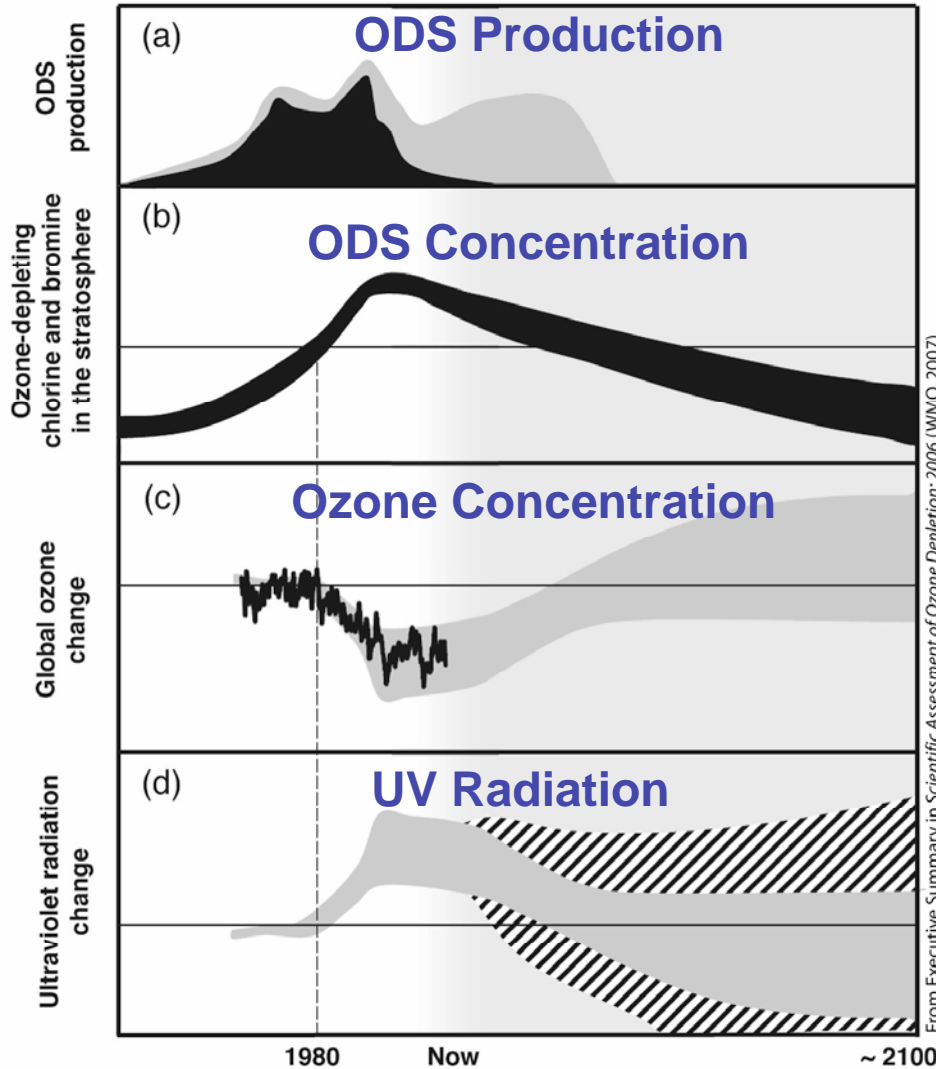 (a)
ODS Production
ODS
production
(b)
ODS Concentration
Ozone-depleting
chlorine and bromine
in the stratosphere
(c)
Ozone Concentration
Global ozone
change
(d)
UV Radiation
Ultraviolet radiation
change
1980 Now ~ 2100
From Executive Summary in Scientific Assessment of Ozone Depletion: 2006 (WMO, 2007)